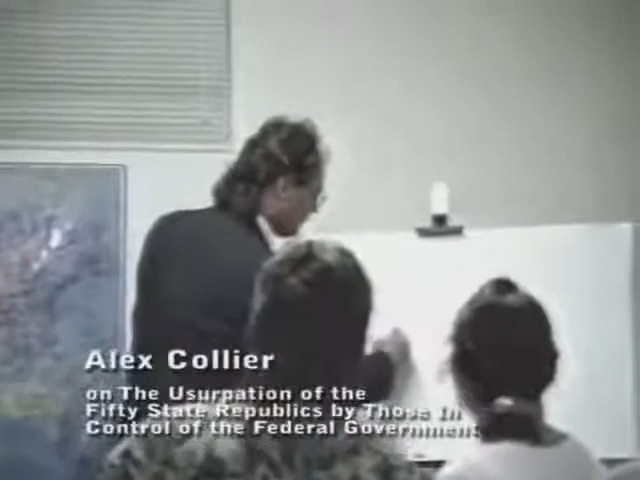 Alex Collier
on The Usurpation of the
Fifty State Republics by Those in
Control of the Federal Government